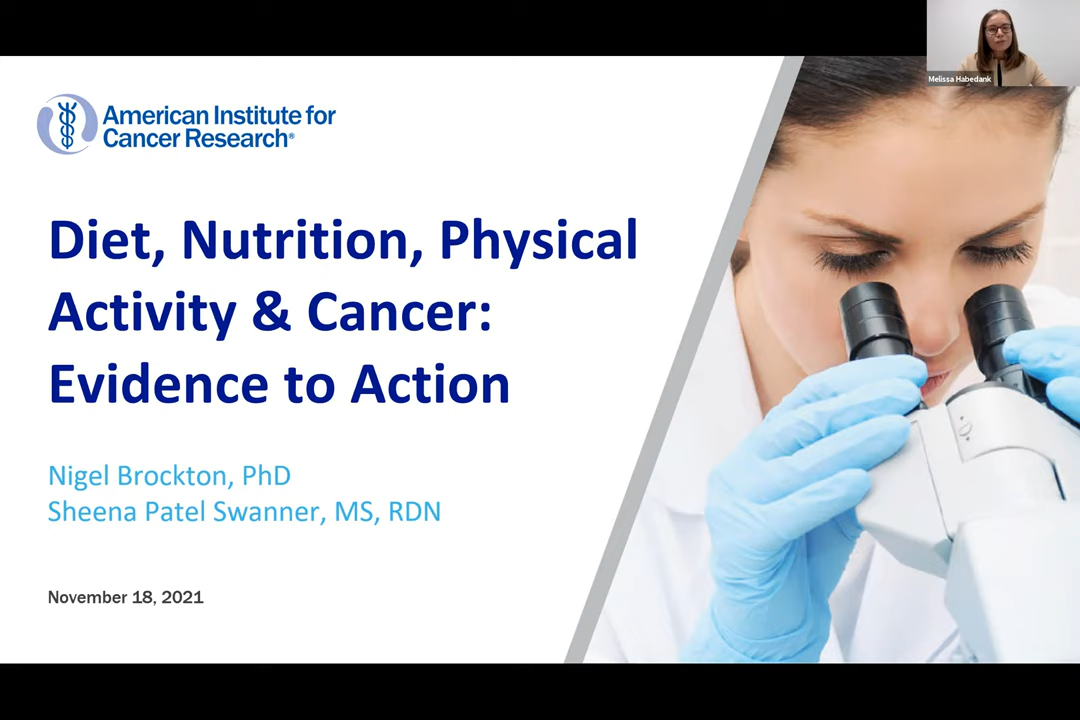 Melissa Habedank
American Institute for
Cancer Research®
Diet, Nutrition, Physical
Activity & Cancer:
Evidence to Action
Nigel Brockton, PhD
Sheena Patel Swanner, MS, RDN
November 18, 2021